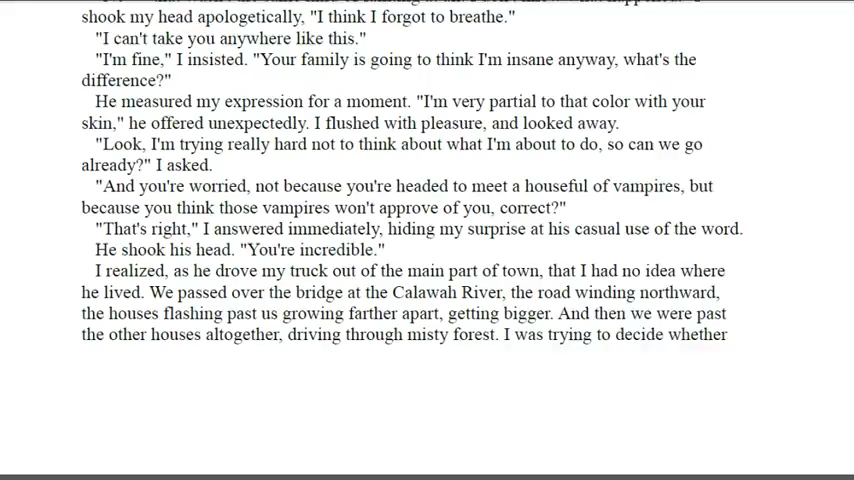 shook my head apologetically, "I think I forgot to breathe."
"I can't take you anywhere like this."
"I'm fine," I insisted. "Your family is going to think I'm insane anyway, what's the
difference?"
He measured my expression for a moment. "I'm very partial to that color with your
skin," he offered unexpectedly. I flushed with pleasure, and looked away.
"Look, I'm trying really hard not to think about what I'm about to do, so can we go
already?" I asked.
"And you're worried, not because you're headed to meet a houseful of vampires, but
because you think those vampires won't approve of you, correct?"
"That's right," I answered immediately, hiding my surprise at his casual use of the word.
He shook his head. "You're incredible."
I realized, as he drove my truck out of the main part of town, that I had no idea where
he lived. We passed over the bridge at the Calawah River, the road winding northward,
the houses flashing past us growing farther apart, getting bigger. And then we were past
the other houses altogether, driving through misty forest. I was trying to decide whether